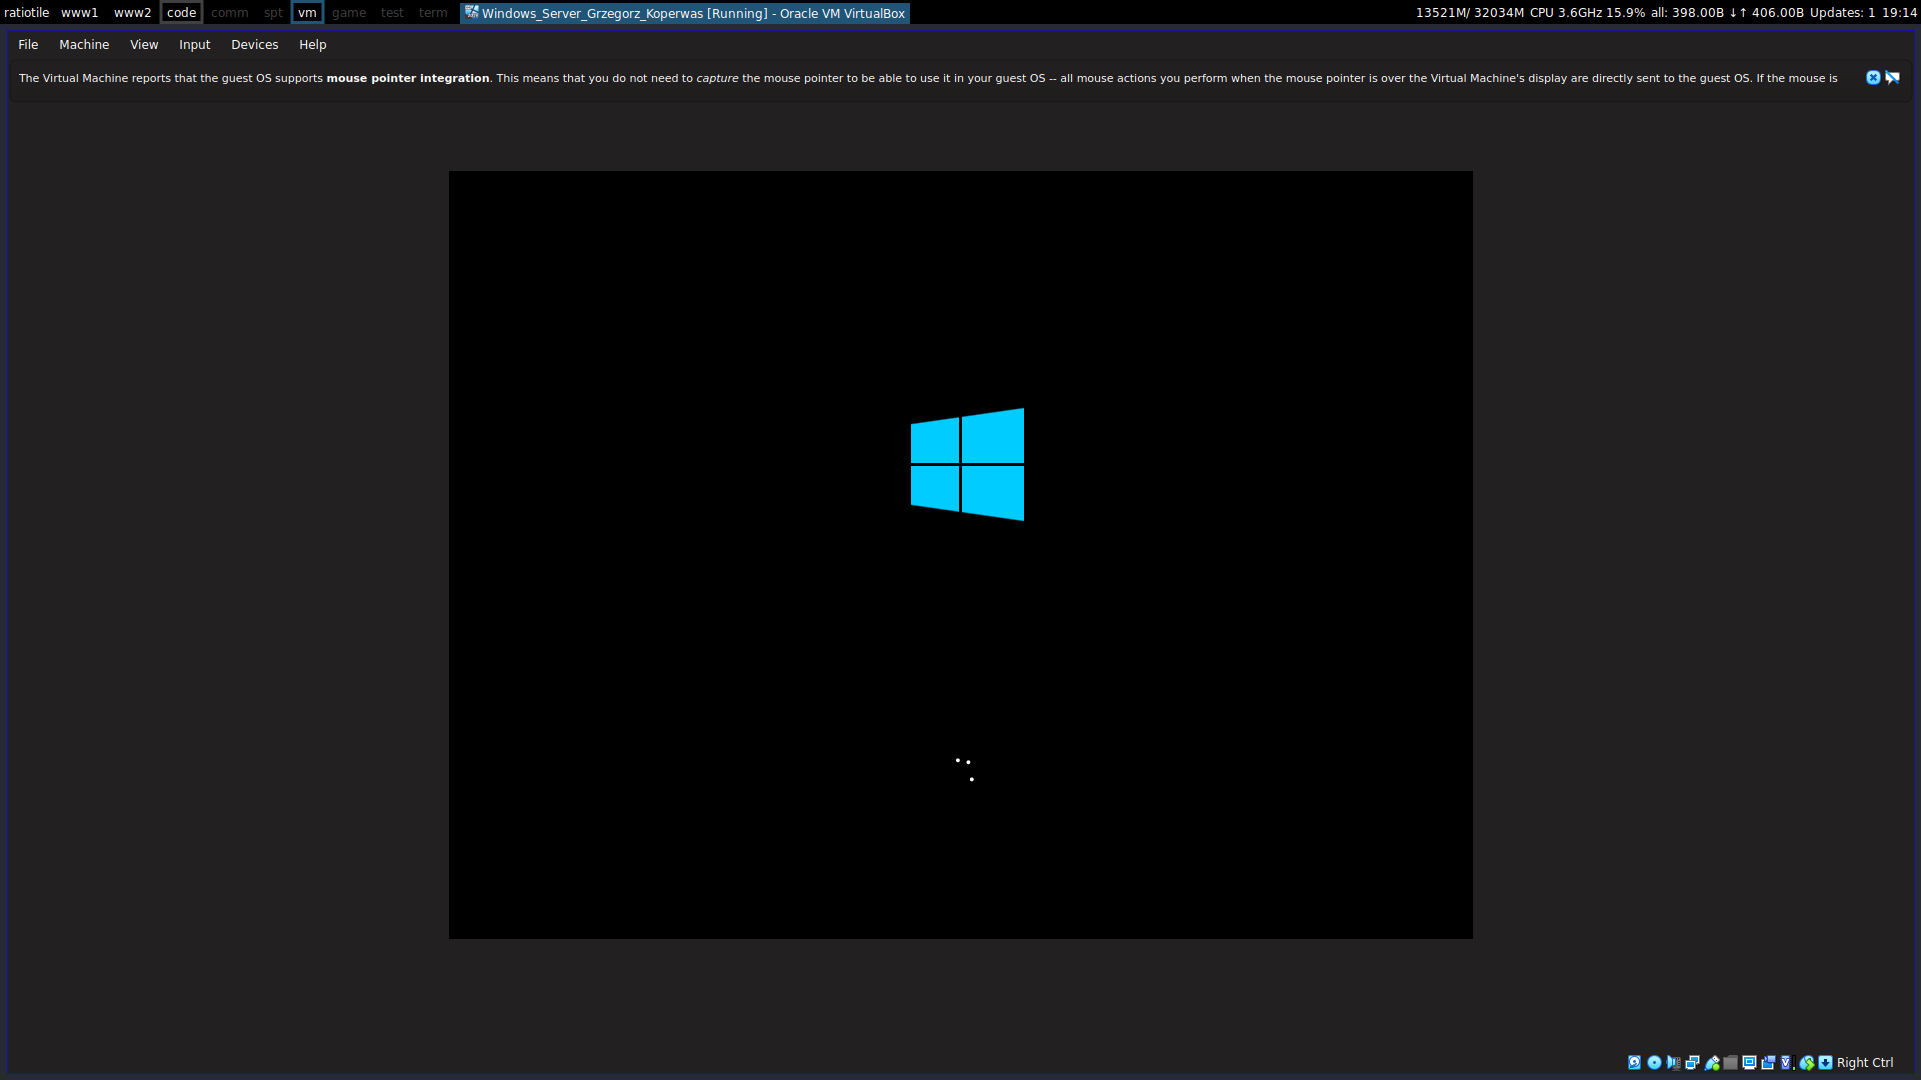 ratiotile www1 www2 code comm spt vm game test term Windows_Server_Grzegorz_Koperwas [Running] - Oracle VM VirtualBox 13521M/ 32034M CPU 3.6GHz 15.9% all: 398.00B ↓↑ 406.00B Updates: 1 19:14
File Machine View Input Devices Help
The Virtual Machine reports that the guest OS supports mouse pointer integration. This means that you do not need to capture the mouse pointer to be able to use it in your guest OS -- all mouse actions you perform when the mouse pointer is over the Virtual Machine's display are directly sent to the guest OS. If the mouse is
Right Ctrl